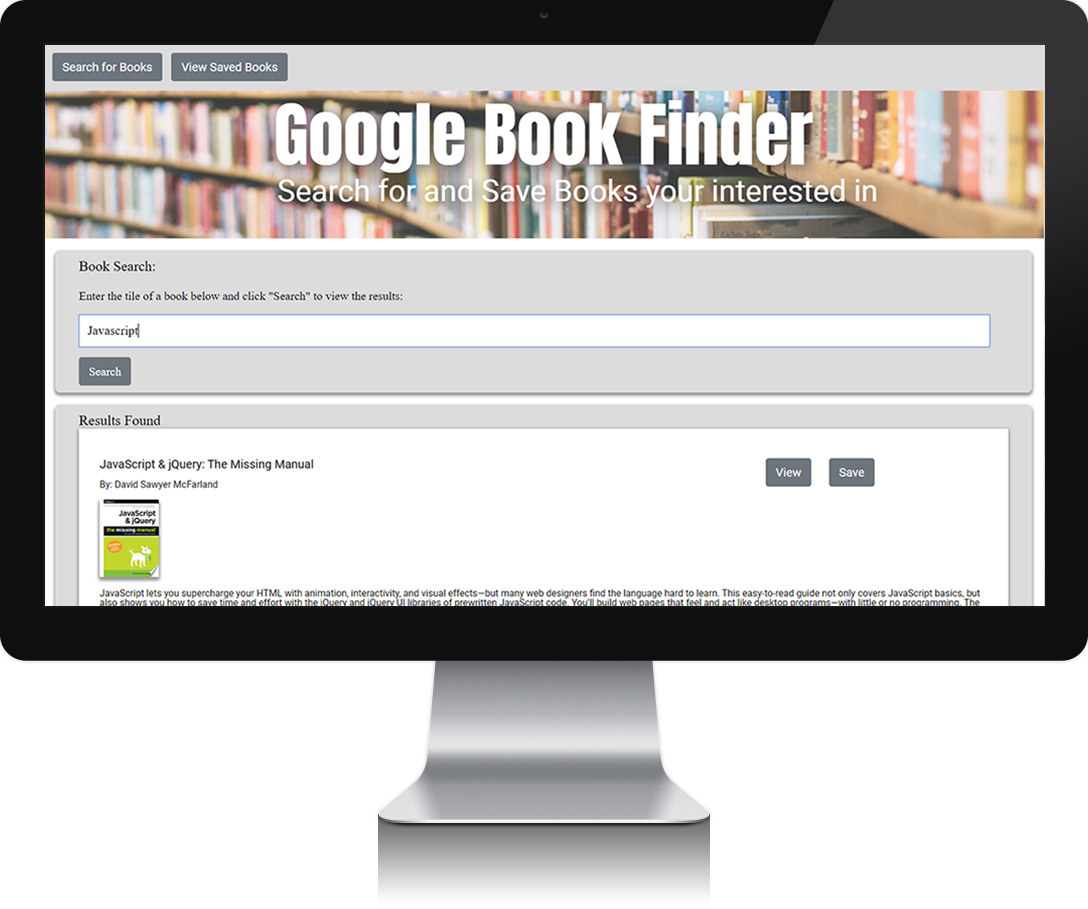 Search for Books
View Saved Books
Google Book Finder
Search for and Save Books your interested in
Book Search:
Enter the tile of a book below and click "Search" to view the results:
Javascript
Search
Results Found
JavaScript & jQuery: The Missing Manual
View
Save
By: David Sawyer McFarland
JavaScript
& jQuery
the missing manual
JavaScript lets you supercharge your HTML with animation, interactivity, and visual effects—but many web designers find the language hard to learn. This easy-to-read guide not only covers JavaScript basics, but
also shows you how to save time and effort with the jQuery and jQuery UI libraries of prewritten JavaScript code. You'll build web pages that feel and act like desktop programs—with little or no programming. The